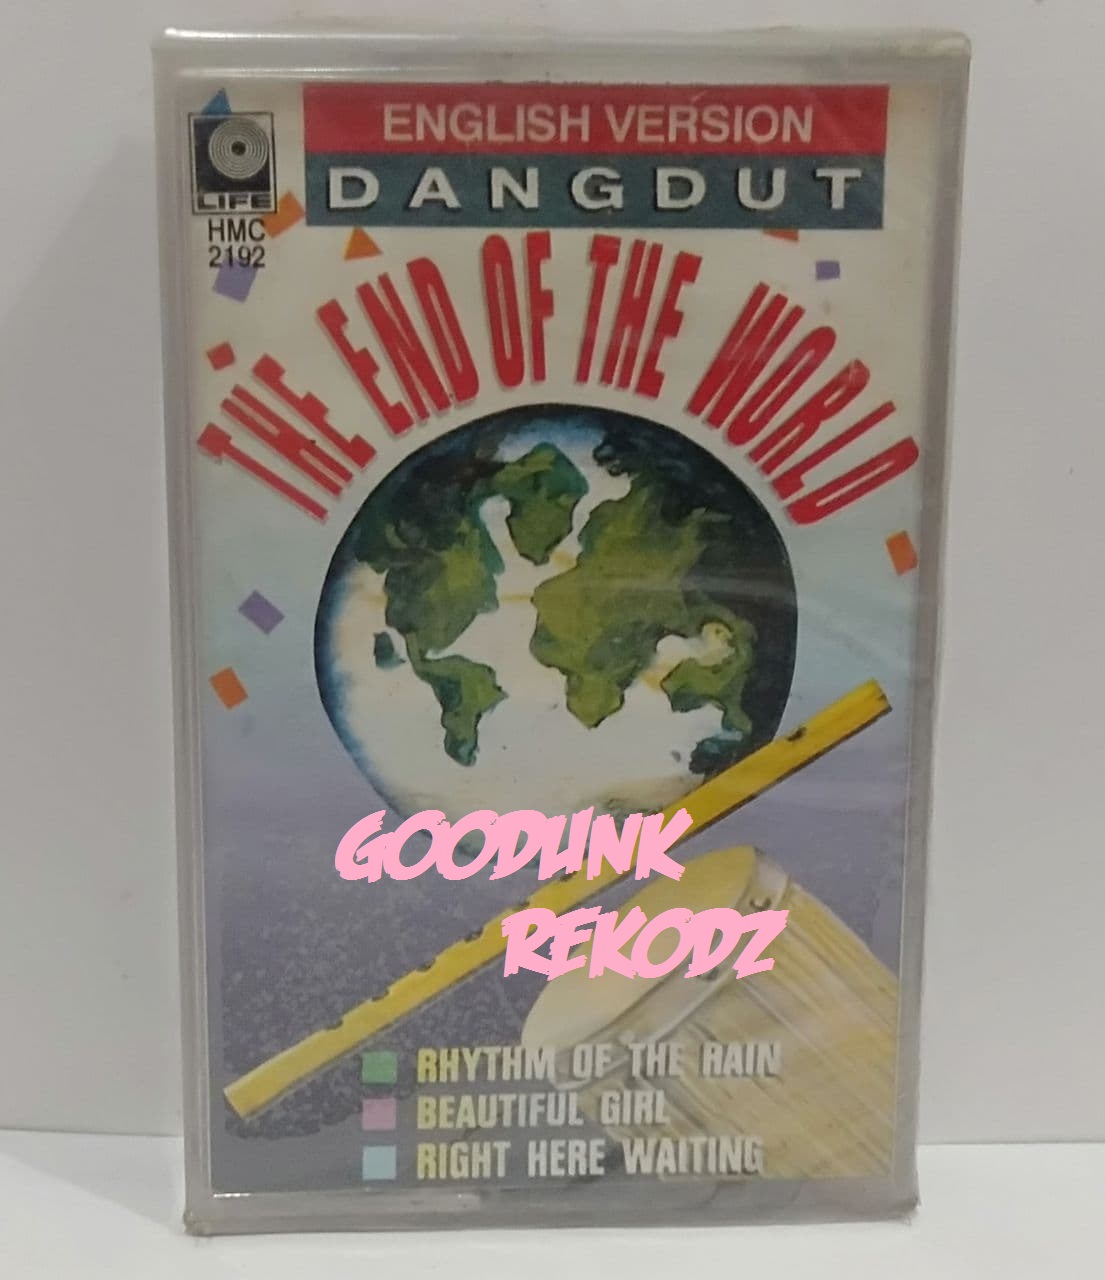 ENGLISH VERSION
DANGDUT
LIFE
HMC
2192
THE END OF THE WORLD
GOODUNK
REKODZ
RHYTHM OF THE RAIN
BEAUTIFUL GIRL
RIGHT HERE WAITING